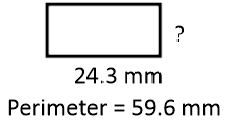 ?
24.3 mm
Perimeter = 59.6 mm